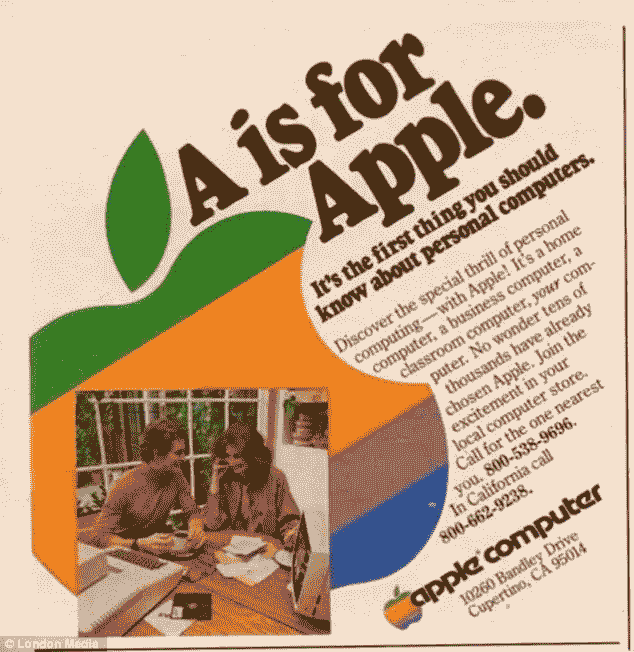 A is for
Apple.
It's the first thing you should
know about personal computers.
Discover the special thrill of personal
computing — with Apple! It's a home
computer, a business computer, a
classroom computer, your com-
puter. No wonder tens of
thousands have already
chosen Apple. Join the
excitement in your
local computer store.
Call for the one nearest
you. 800-538-9696.
In California call
800-662-9238.
apple computer
10260 Bandley Drive
Cupertino, CA 95014
© London Media